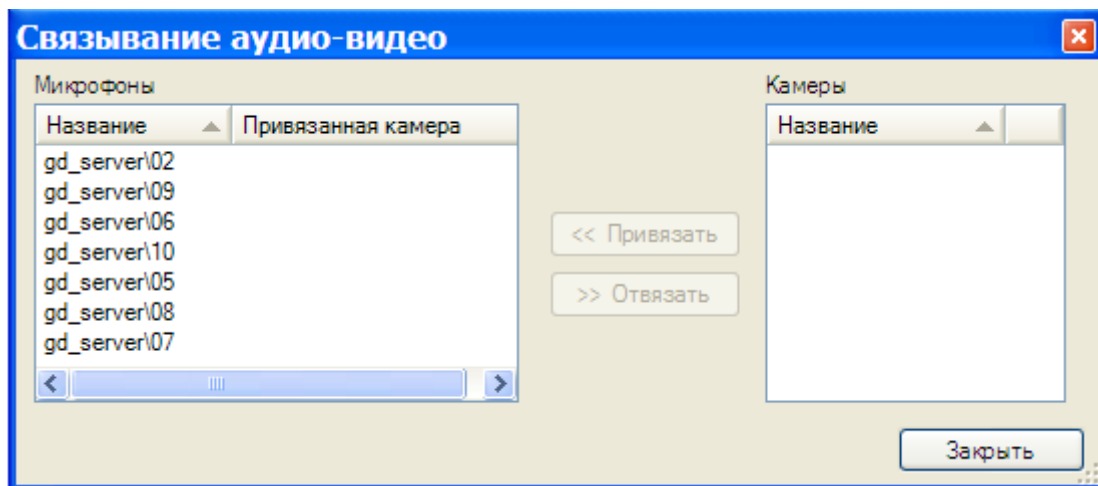 Связывание аудио-видео
Микрофоны
Камеры
Название Привязанная камера
Название
gd_server\02
gd_server\09
gd_server\06
gd_server\10
gd_server\05
gd_server\08
gd_server\07
<< Привязать
>> Отвязать
Закрыть